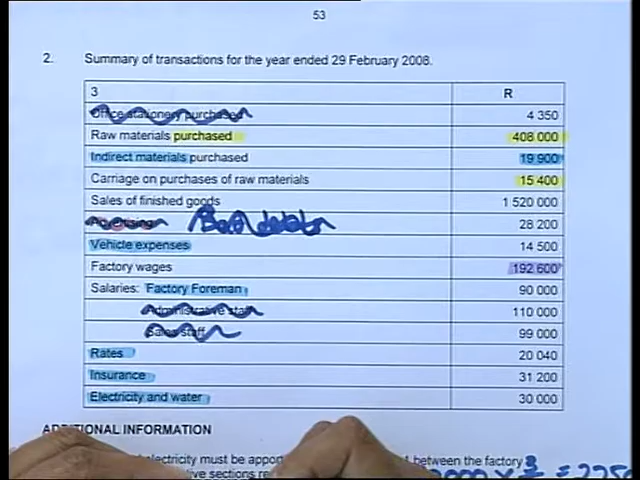 53
2. Summary of transactions for the year ended 29 February 2008.
3 R
Office stationery purchased 4 350
Raw materials purchased 408 000
Indirect materials purchased 19 900
Carriage on purchases of raw materials 15 400
Sales of finished goods 1 520 000
Advertising Bad debts 28 200
Vehicle expenses 14 500
Factory wages 192 600
Salaries: Factory Foreman 90 000
Administrative staff 110 000
Sales staff 99 000
Rates 20 040
Insurance 31 200
Electricity and water 30 000
ADDITIONAL INFORMATION
electricity must be between the factory
sections